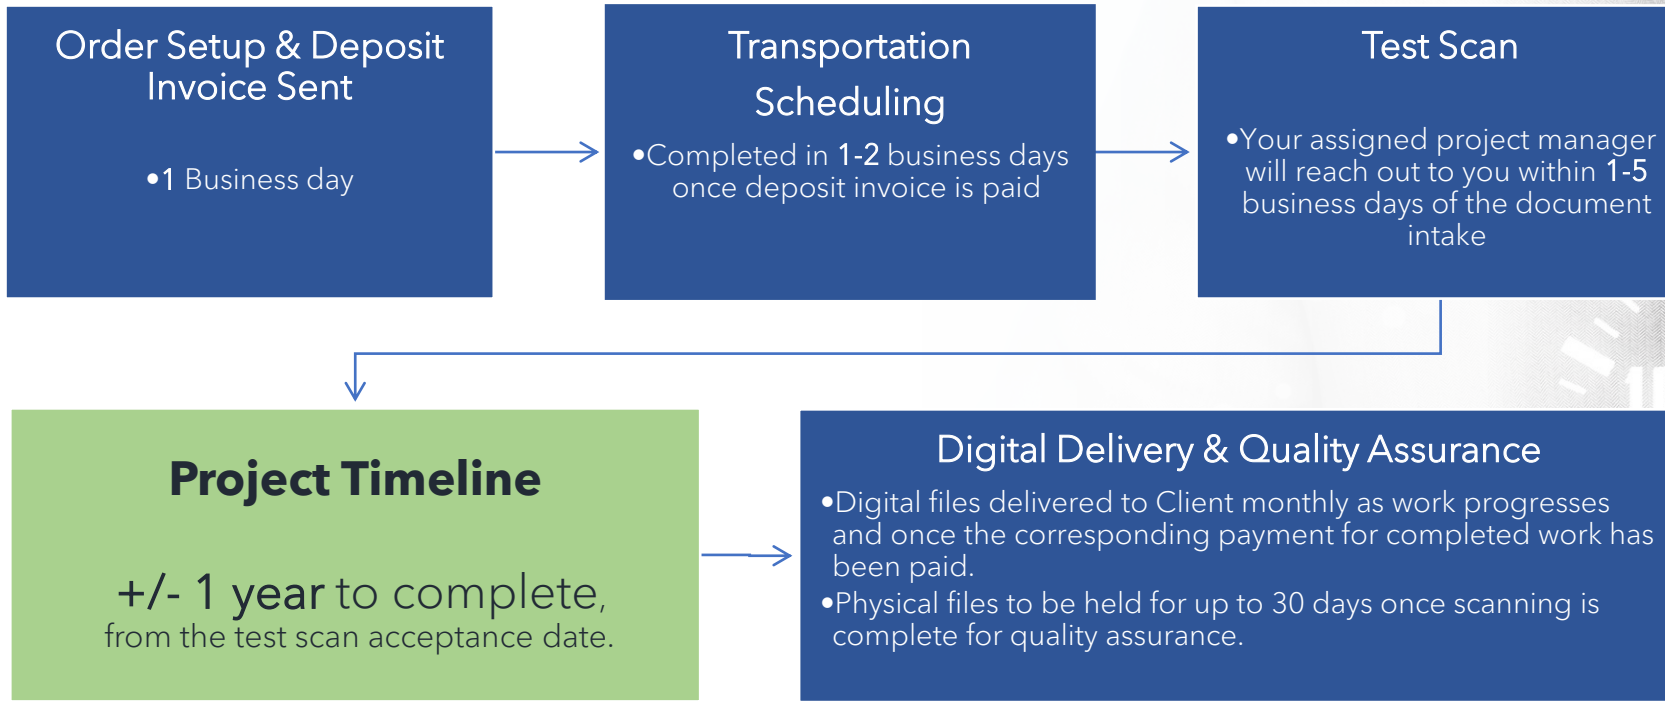 Order Setup & Deposit
Invoice Sent
•1 Business day
Transportation
Scheduling
•Completed in 1-2 business days
once deposit invoice is paid
Test Scan
•Your assigned project manager
will reach out to you within 1-5
business days of the document
intake
Project Timeline
+/- 1 year to complete,
from the test scan acceptance date.
Digital Delivery & Quality Assurance
•Digital files delivered to Client monthly as work progresses
and once the corresponding payment for completed work has
been paid.
•Physical files to be held for up to 30 days once scanning is
complete for quality assurance.